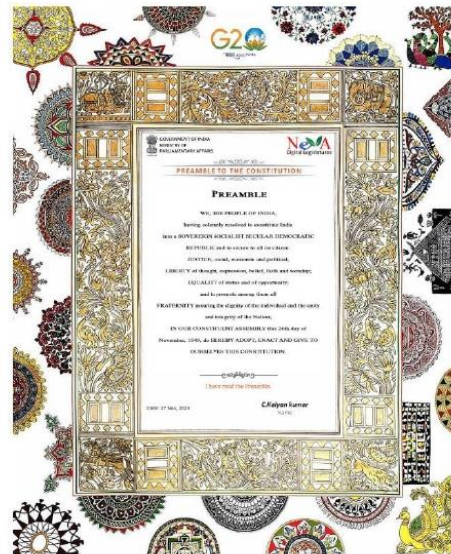 G20
GOVERNMENT OF INDIA
MINISTRY OF
PARLIAMENTARY AFFAIRS
NeVA
Digital Legislatures
PREAMBLE TO THE CONSTITUTION
PREAMBLE
WE, THE PEOPLE OF INDIA,
having solemnly resolved to constitute India
into a SOVEREIGN SOCIALIST SECULAR DEMOCRATIC
REPUBLIC and to secure to all its citizens
JUSTICE, social, economic and political;
LIBERTY of thought, expression, belief, faith and worship;
EQUALITY of status and of opportunity;
and to promote among them all
FRATERNITY assuring the dignity of the individual and the unity
and integrity of the Nation;
IN OUR CONSTITUENT ASSEMBLY this 26th day of
November, 1949, do HEREBY ADOPT, ENACT AND GIVE TO
OURSELVES THIS CONSTITUTION
I have read the Preamble.
C.Kalyan kumar
DATE: 27 Nov, 2023
NAME